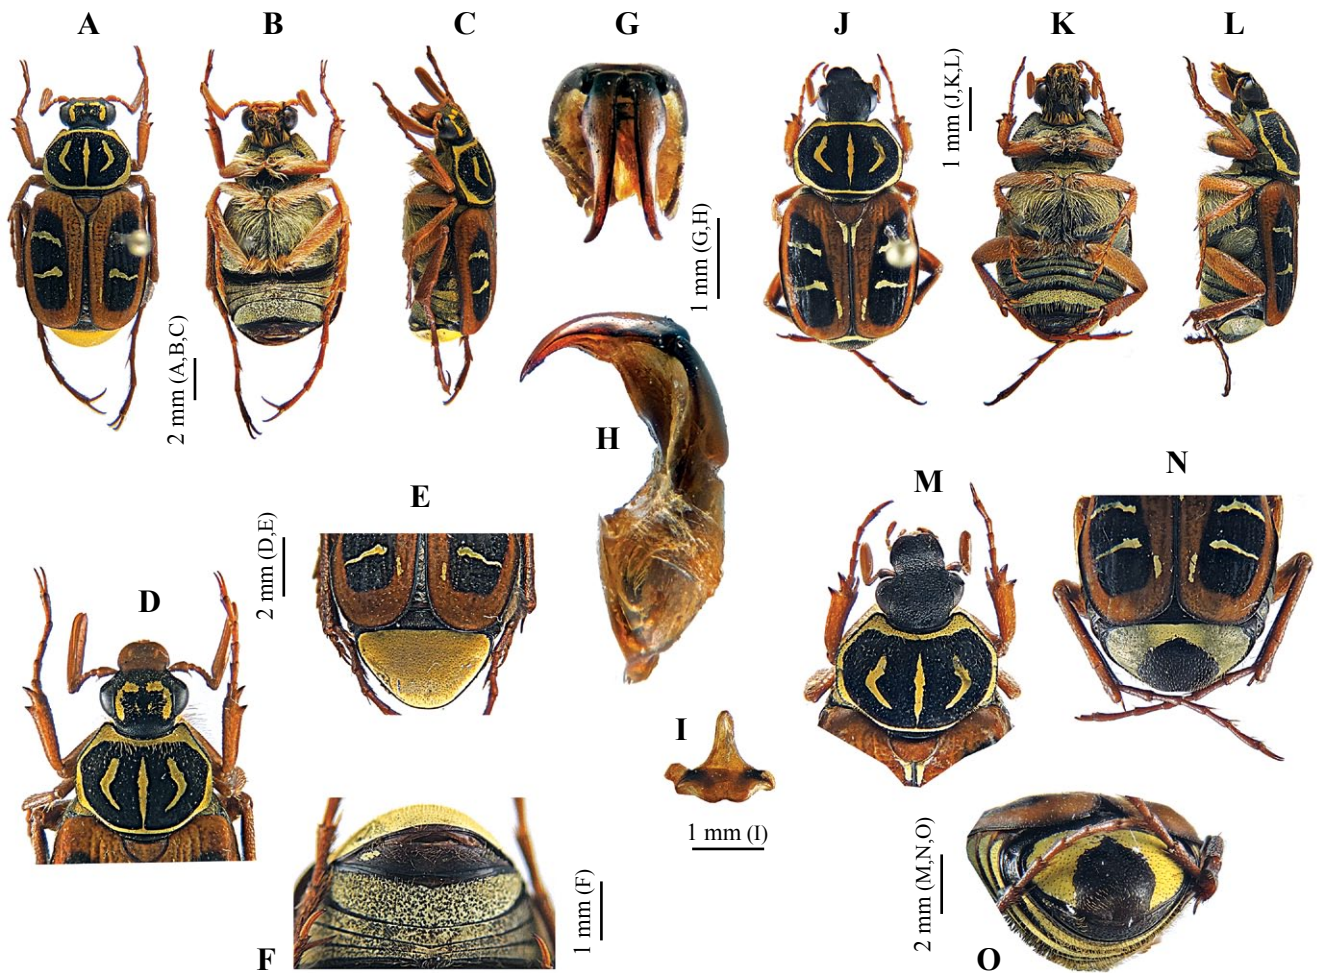 A
B
C
G
J
K
L
1 mm (J,K,L)
1 mm (G,H)
2 mm (A,B,C)
H
E
2 mm (D,E)
D
M
N
I
1 mm (I)
F
1 mm (F)
2 mm (M,N,O)
O